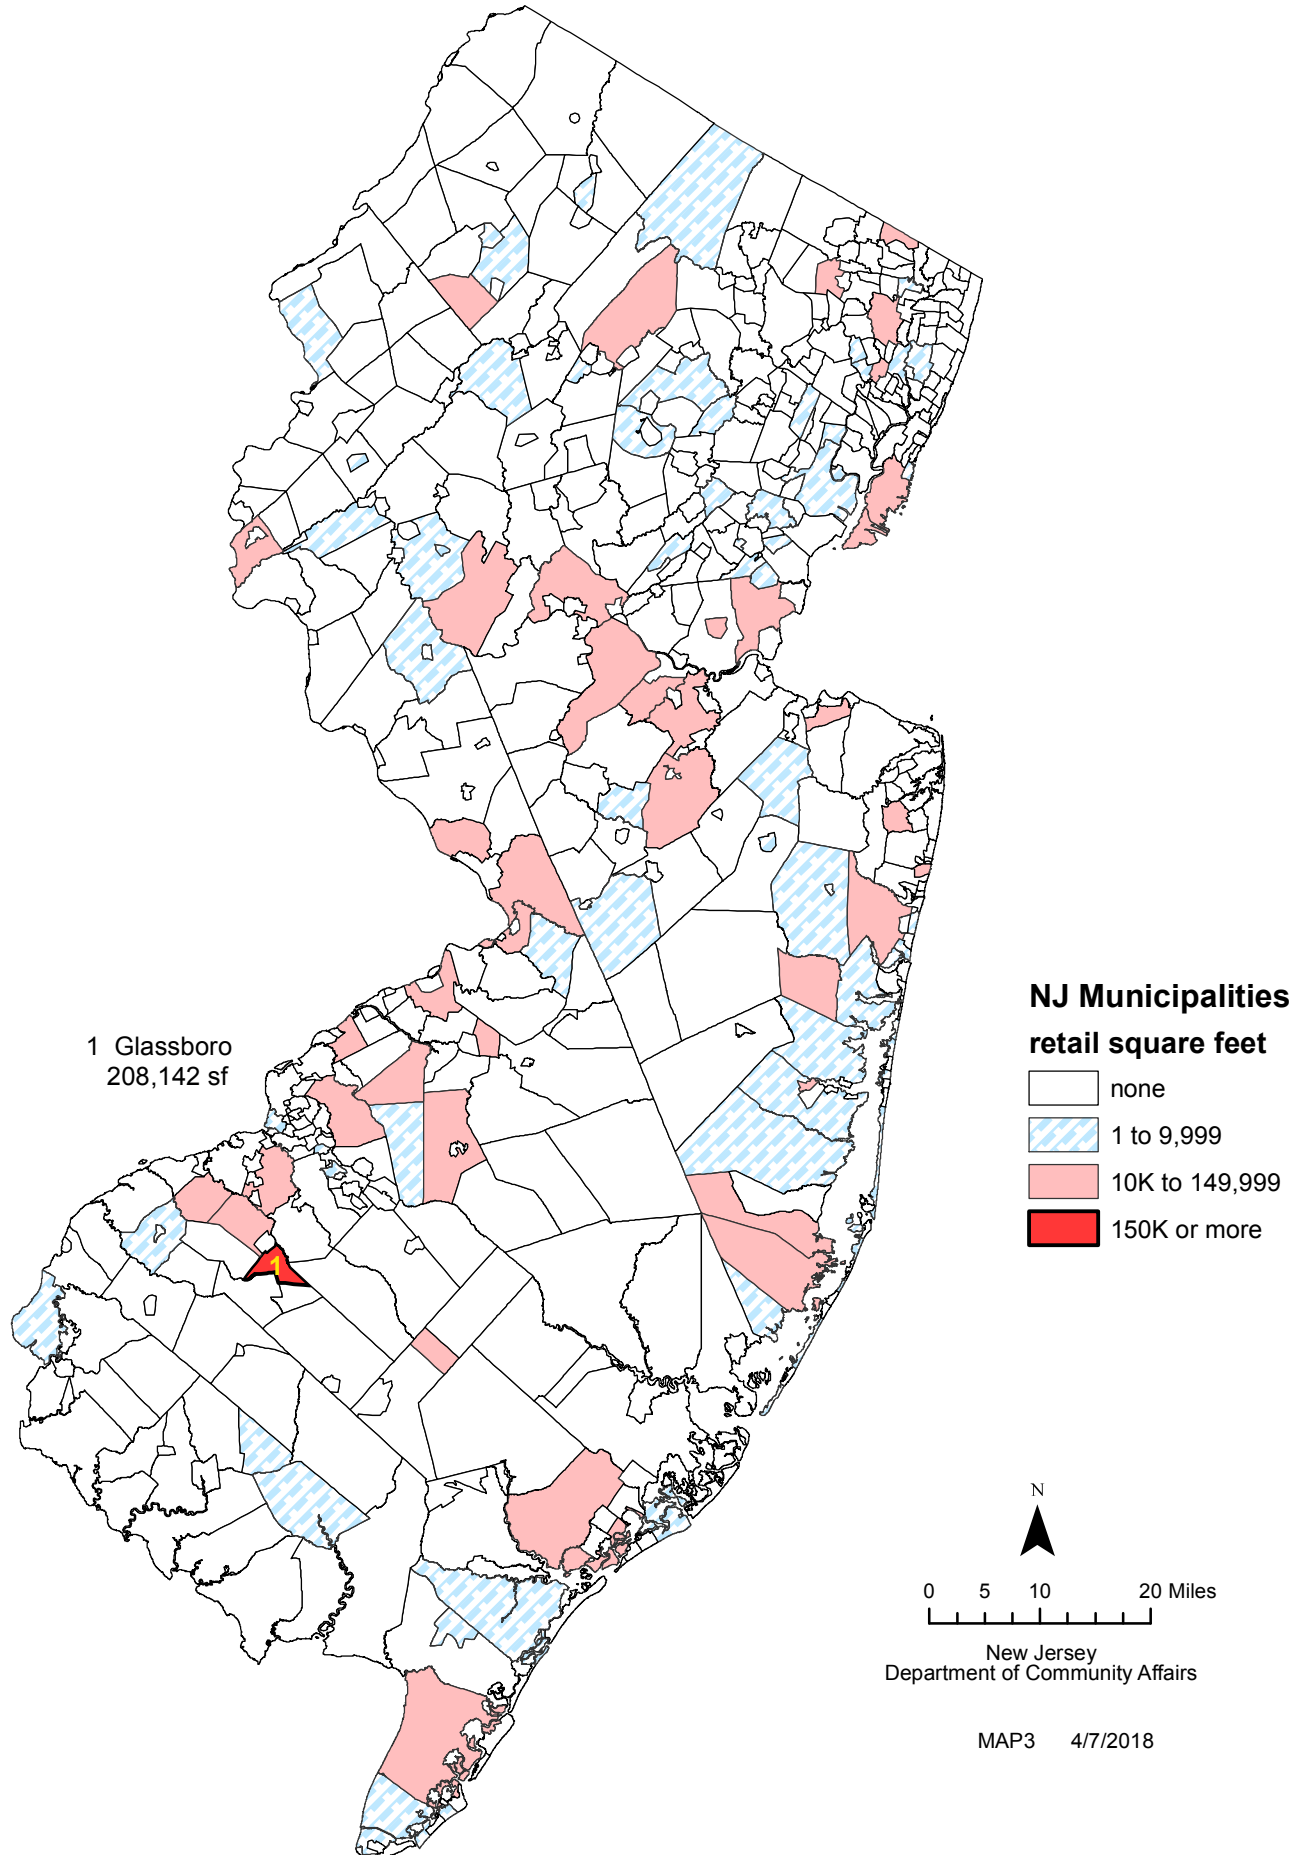 1 Glassboro
208,142 sf
1
NJ Municipalities
retail square feet
none
1 to 9,999
10K to 149,999
150K or more
N
0 5 10 20 Miles
New Jersey
Department of Community Affairs
MAP3 4/7/2018